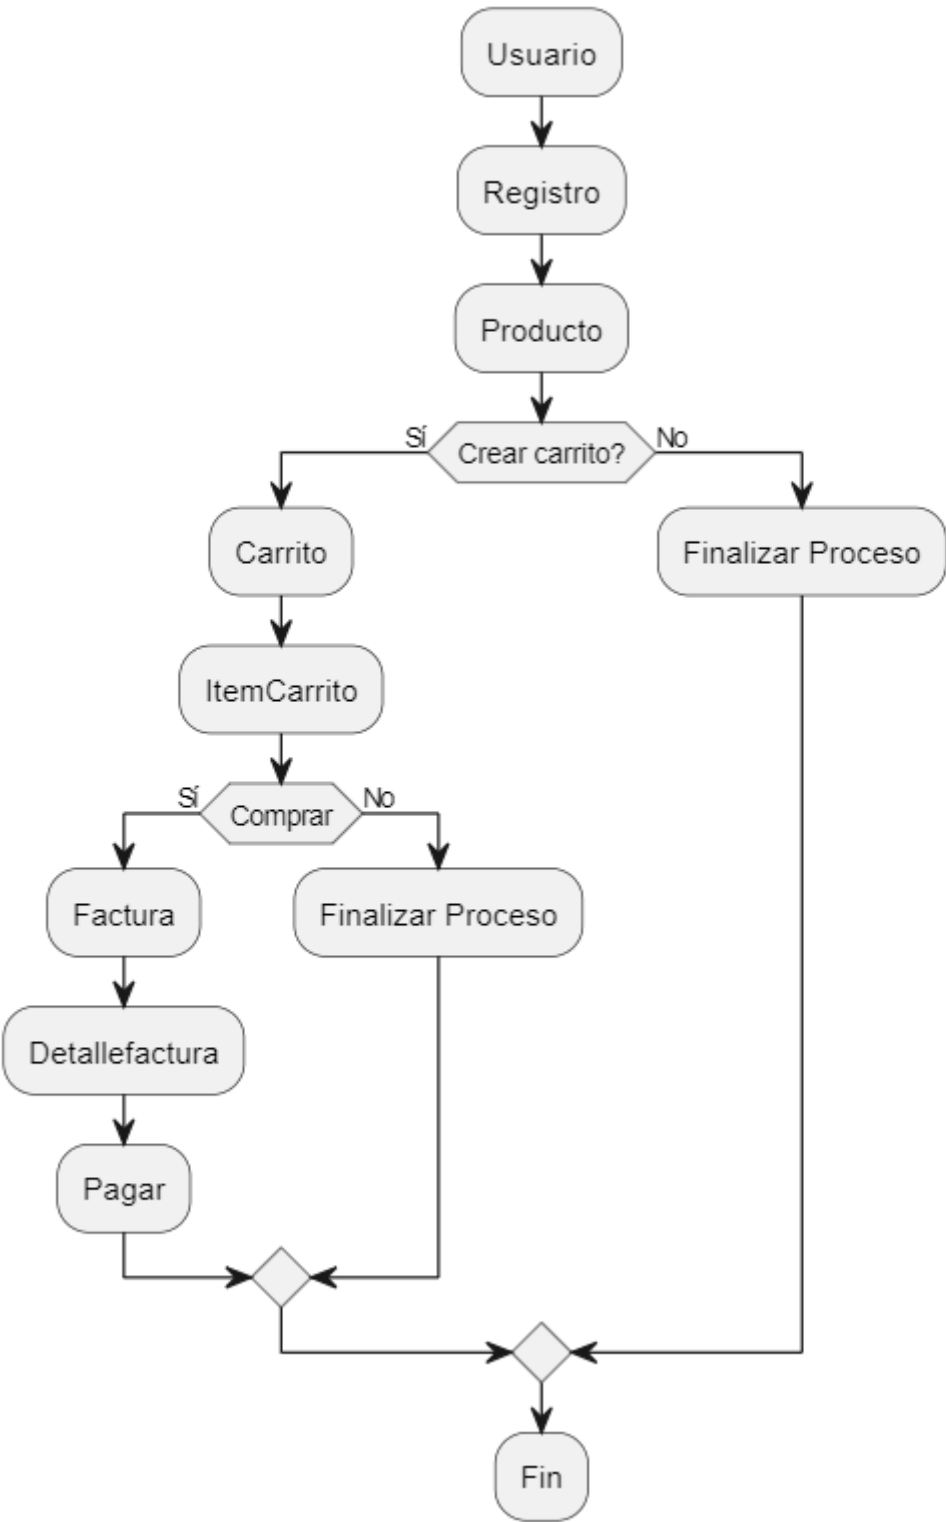 Usuario
Registro
Producto
Sí
Crear carrito?
No
Carrito
Finalizar Proceso
ItemCarrito
Sí
Comprar
No
Factura
Finalizar Proceso
Detallefactura
Pagar
Fin